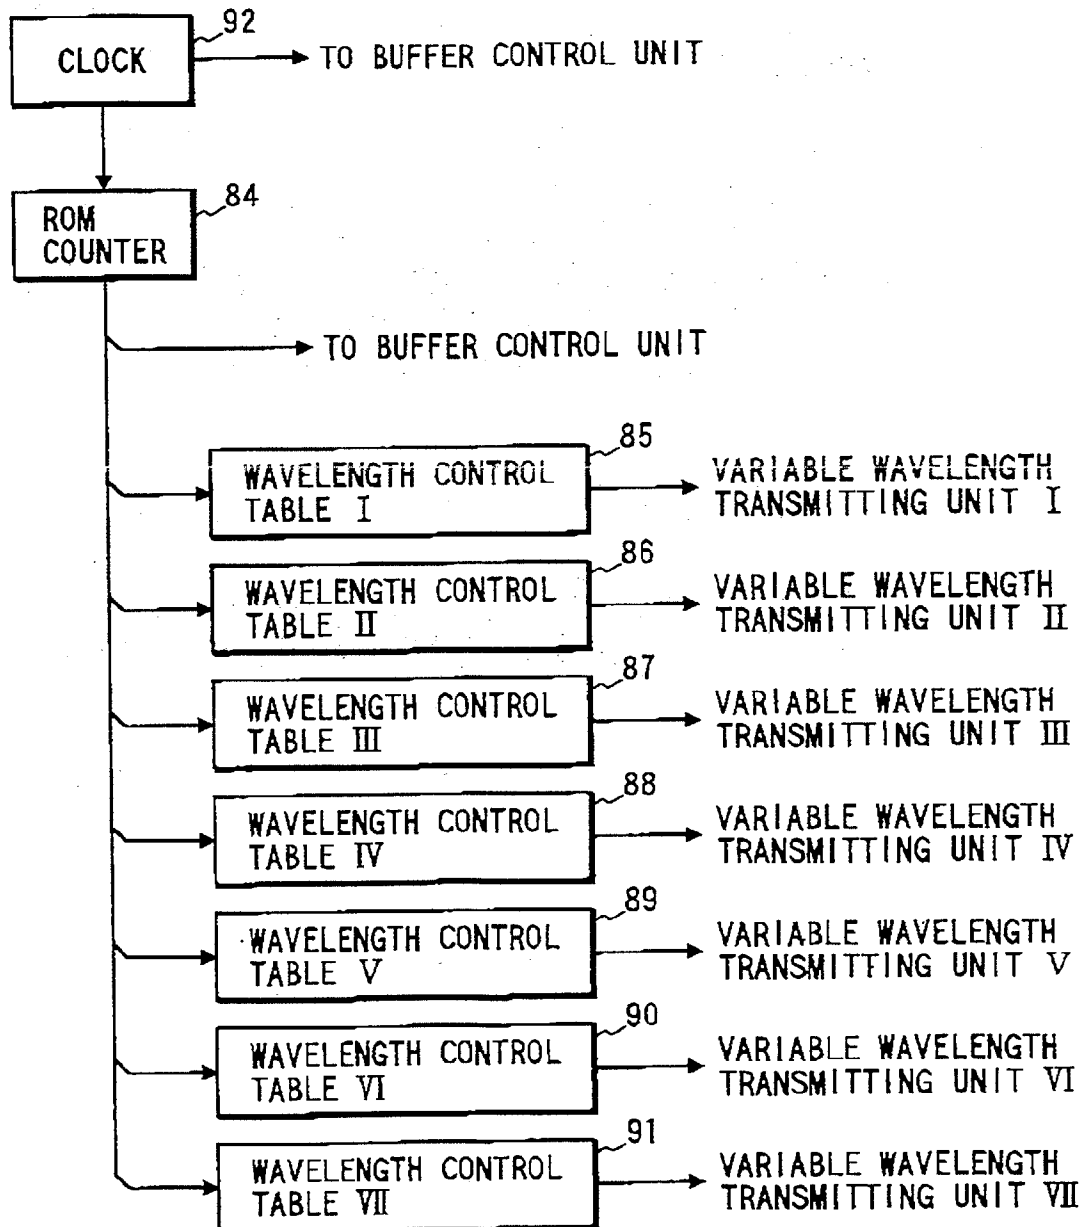 92
CLOCK
TO BUFFER CONTROL UNIT
84
ROM
COUNTER
TO BUFFER CONTROL UNIT
85
WAVELENGTH CONTROL
TABLE I
VARIABLE WAVELENGTH
TRANSMITTING UNIT I
86
WAVELENGTH CONTROL
TABLE II
VARIABLE WAVELENGTH
TRANSMITTING UNIT II
87
WAVELENGTH CONTROL
TABLE III
VARIABLE WAVELENGTH
TRANSMITTING UNIT III
88
WAVELENGTH CONTROL
TABLE IV
VARIABLE WAVELENGTH
TRANSMITTING UNIT IV
89
WAVELENGTH CONTROL
TABLE V
VARIABLE WAVELENGTH
TRANSMITTING UNIT V
90
WAVELENGTH CONTROL
TABLE VI
VARIABLE WAVELENGTH
TRANSMITTING UNIT VI
91
WAVELENGTH CONTROL
TABLE VII
VARIABLE WAVELENGTH
TRANSMITTING UNIT VII